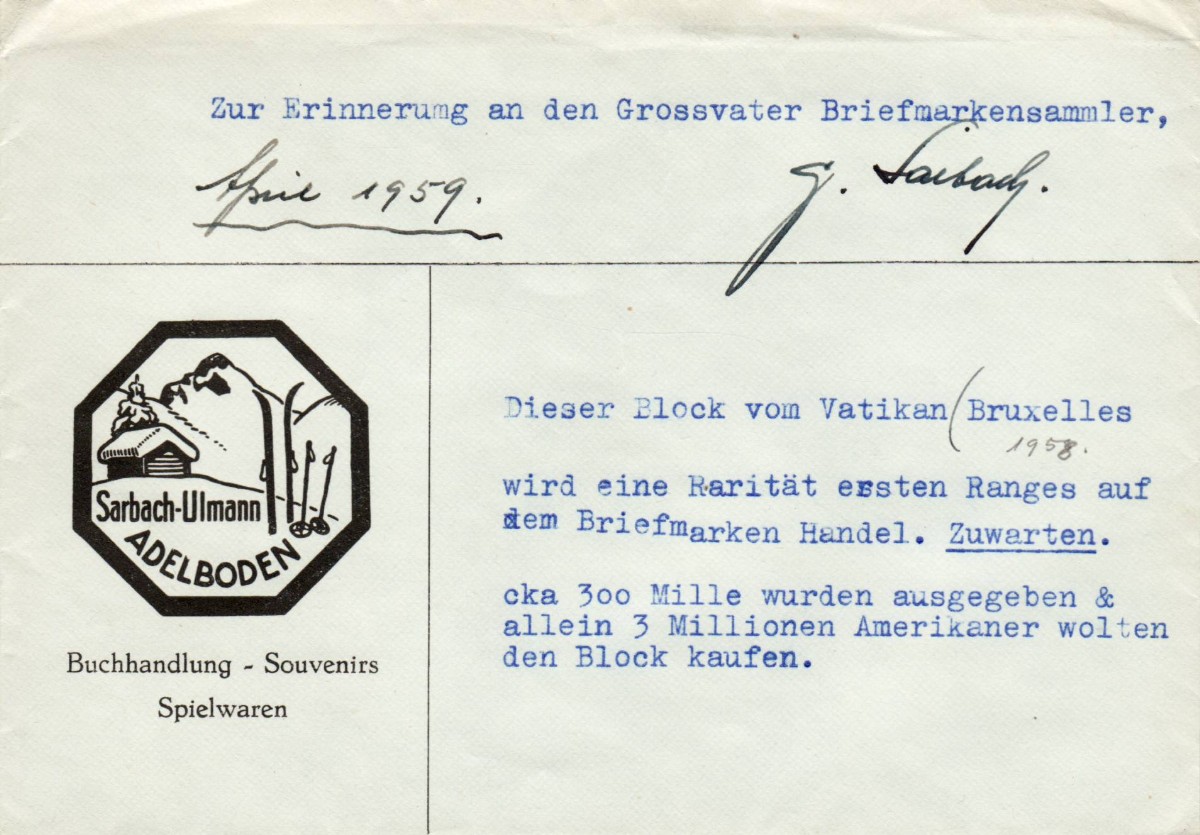 Zur Erinnerumg an den Grossvater Briefmarkensammler,
April 1959.
G. Sarbach.
Sarbach-Ulmann
ADELBODEN
Buchhandlung - Souvenirs
Spielwaren
Dieser Block vom Vatikan ( Bruxelles
1958.
wird eine Rarität ersten Ranges auf
dem Briefmarken Handel. Zuwarten.
cka 300 Mille wurden ausgegeben &
allein 3 Millionen Amerikaner wolten
den Block kaufen.